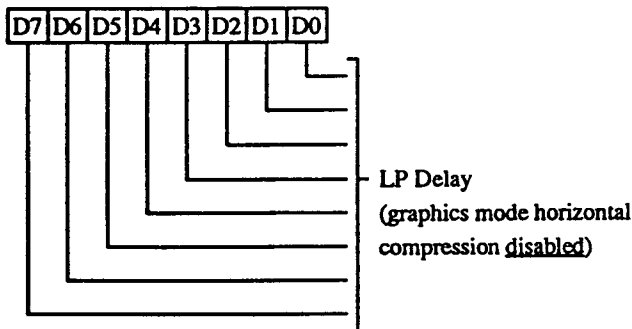 D7 D6 D5 D4 D3 D2 D1 D0
LP Delay
(graphics mode horizontal
compression disabled)